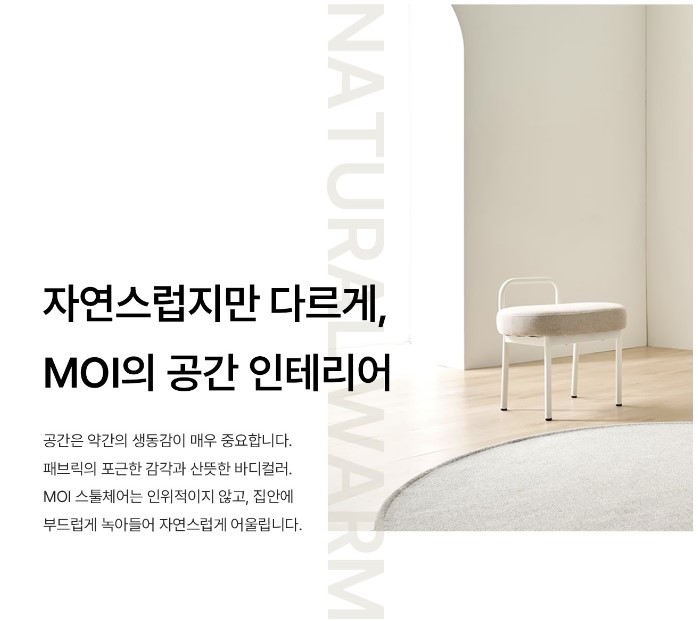 NATURAL WARM
자연스럽지만 다르게,
MOI의 공간 인테리어
공간은 약간의 생동감이 매우 중요합니다.
패브릭의 포근한 감각과 산뜻한 바디컬러.
MOI 스툴체어는 인위적이지 않고, 집안에
부드럽게 녹아들어 자연스럽게 어울립니다.